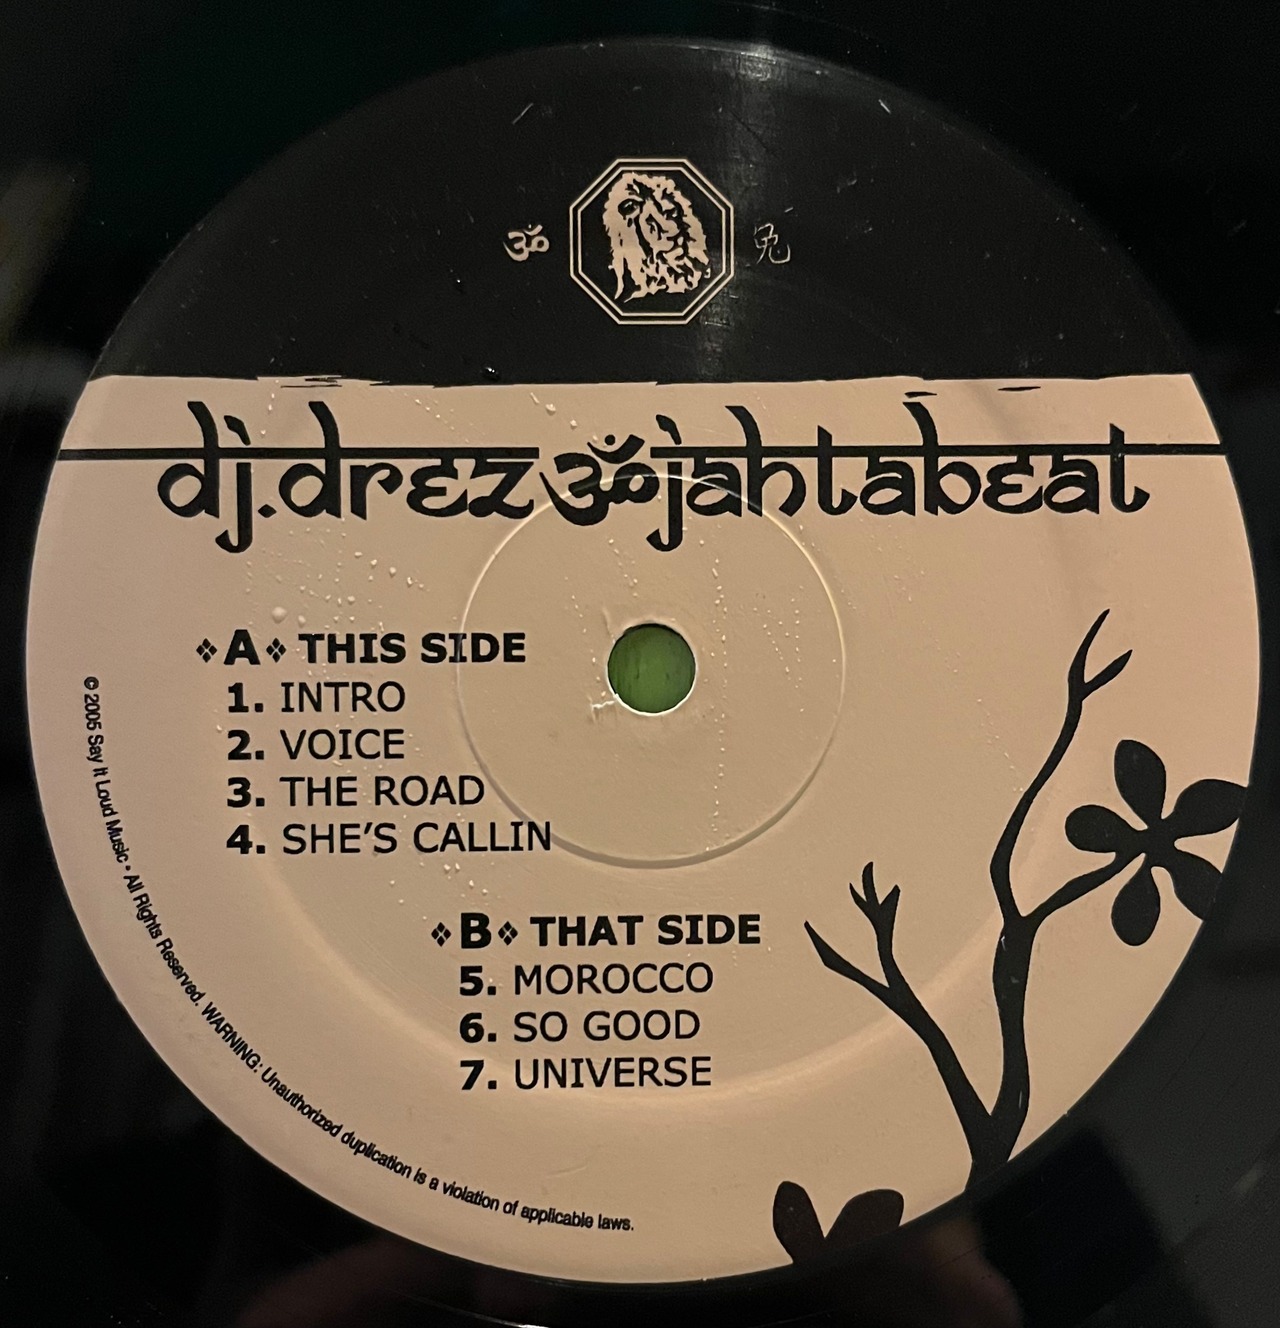 ॐ 兔
dj.drez ॐ jahtabeat
A THIS SIDE
1. INTRO
2. VOICE
3. THE ROAD
4. SHE'S CALLIN
B THAT SIDE
5. MOROCCO
6. SO GOOD
7. UNIVERSE
© 2005 Say It Loud Music • All Rights Reserved. WARNING: Unauthorized duplication is a violation of applicable laws.